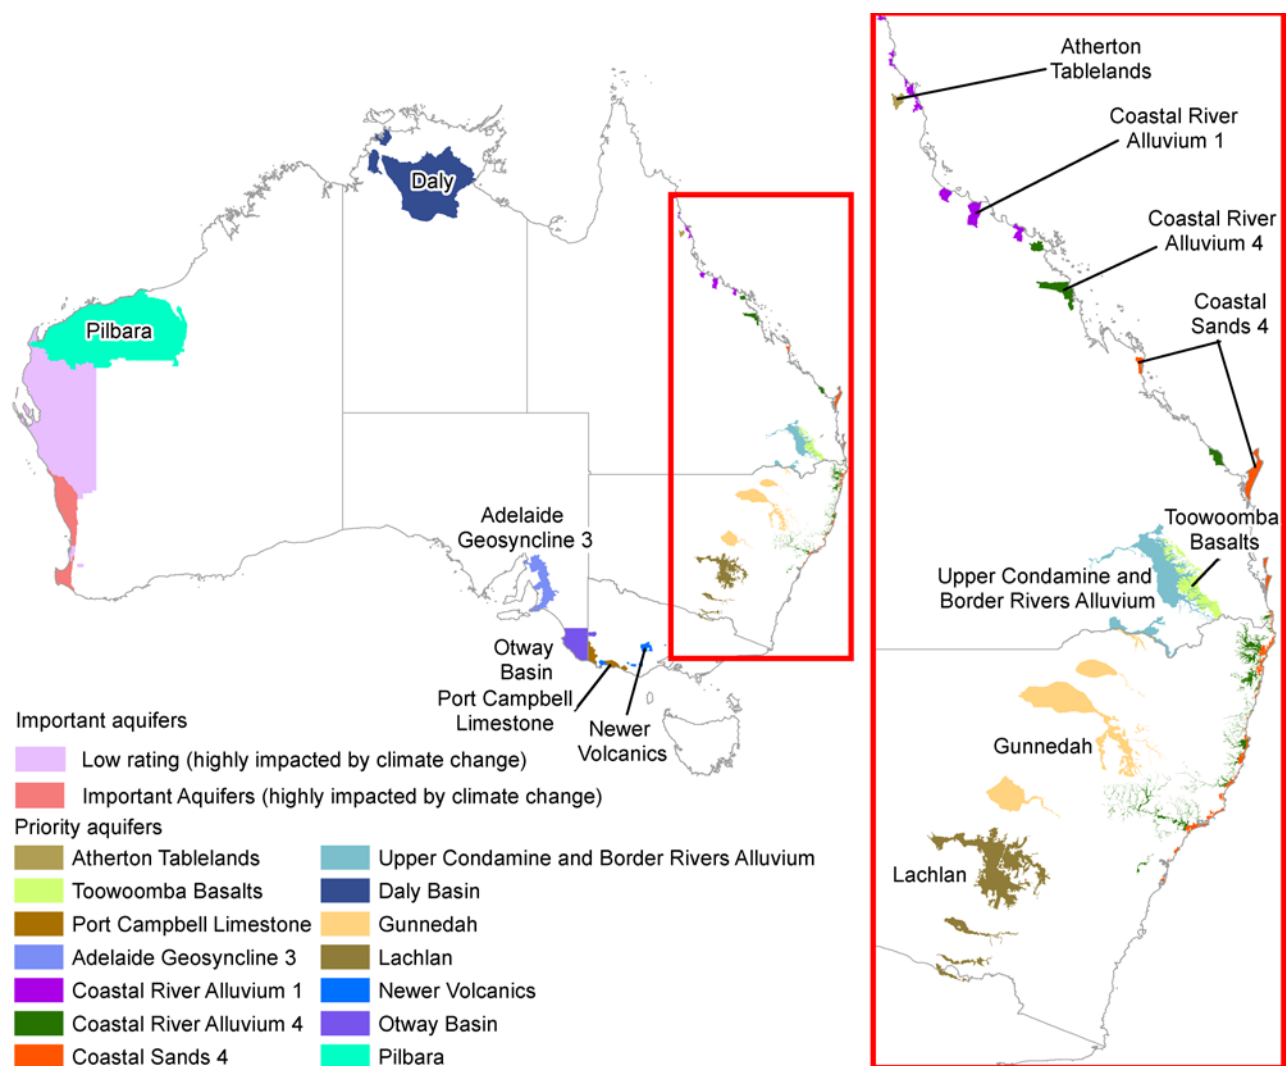 Atherton
Tablelands
Coastal River
Alluvium 1
Coastal River
Alluvium 4
Coastal
Sands 4
Toowoomba
Basalts
Upper Condamine and
Border Rivers Alluvium
Gunnedah
Lachlan
Daly
Pilbara
Adelaide
Geosyncline 3
Otway
Basin
Port Campbell
Limestone
Newer
Volcanics
Important aquifers
Low rating (highly impacted by climate change)
Important Aquifers (highly impacted by climate change)
Priority aquifers
Atherton Tablelands
Toowoomba Basalts
Port Campbell Limestone
Adelaide Geosyncline 3
Coastal River Alluvium 1
Coastal River Alluvium 4
Coastal Sands 4
Upper Condamine and Border Rivers Alluvium
Daly Basin
Gunnedah
Lachlan
Newer Volcanics
Otway Basin
Pilbara